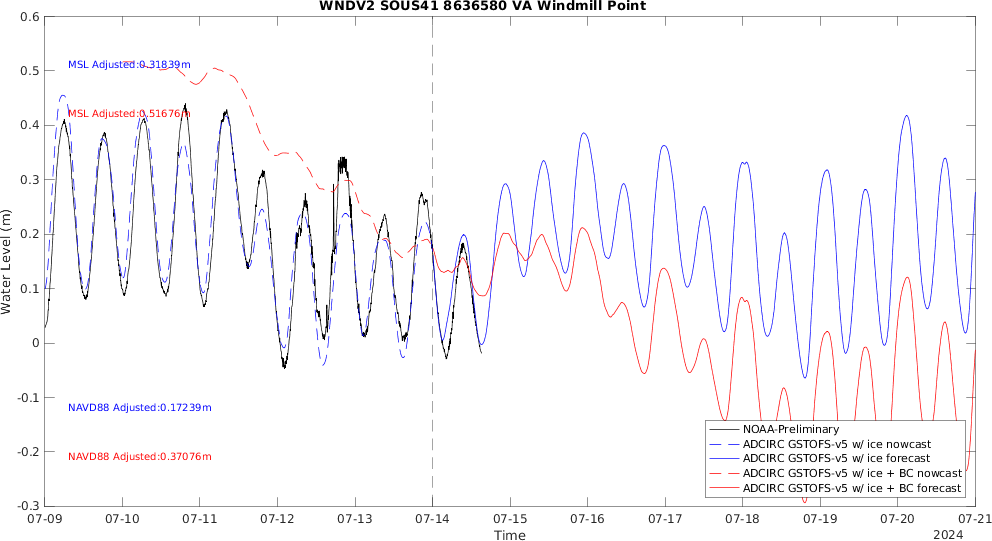 WNDV2 SOUS41 8636580 VA Windmill Point
0.6
0.5
0.4
0.3
0.2
0.1
0
-0.1
-0.2
-0.3
Water Level (m)
MSL Adjusted:0.31839m
MSL Adjusted:0.51676m
NAVD88 Adjusted:0.17239m
NAVD88 Adjusted:0.37076m
NOAA-Preliminary
ADCIRC GSTOFS-v5 w/ ice nowcast
ADCIRC GSTOFS-v5 w/ ice forecast
ADCIRC GSTOFS-v5 w/ ice + BC nowcast
ADCIRC GSTOFS-v5 w/ ice + BC forecast
07-09 07-10 07-11 07-12 07-13 07-14 07-15 07-16 07-17 07-18 07-19 07-20 07-21
Time
2024